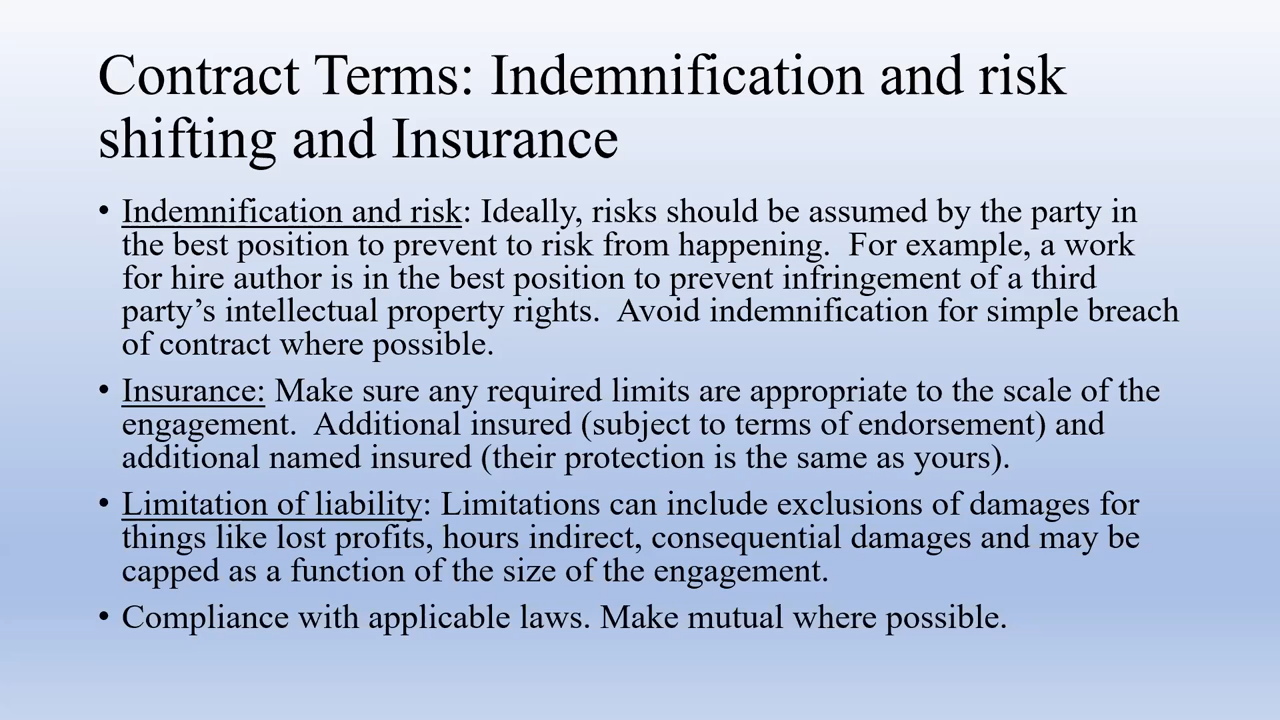 Contract Terms: Indemnification and risk
shifting and Insurance
• Indemnification and risk: Ideally, risks should be assumed by the party in
the best position to prevent to risk from happening.  For example, a work
for hire author is in the best position to prevent infringement of a third
party’s intellectual property rights.  Avoid indemnification for simple breach
of contract where possible.
• Insurance: Make sure any required limits are appropriate to the scale of the
engagement.  Additional insured (subject to terms of endorsement) and
additional named insured (their protection is the same as yours).
• Limitation of liability: Limitations can include exclusions of damages for
things like lost profits, hours indirect, consequential damages and may be
capped as a function of the size of the engagement.
• Compliance with applicable laws. Make mutual where possible.